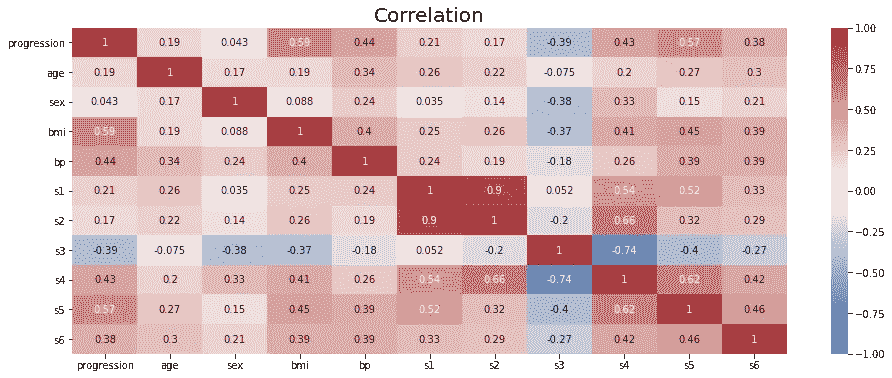 Correlation
progression 1 0.19 0.043 0.59 0.44 0.21 0.17 -0.39 0.43 0.57 0.38
age 0.19 1 0.17 0.19 0.34 0.26 0.22 -0.075 0.2 0.27 0.3
sex 0.043 0.17 1 0.088 0.24 0.035 0.14 -0.38 0.33 0.15 0.21
bmi 0.59 0.19 0.088 1 0.4 0.25 0.26 -0.37 0.41 0.45 0.39
bp 0.44 0.34 0.24 0.4 1 0.24 0.19 -0.18 0.26 0.39 0.39
s1 0.21 0.26 0.035 0.25 0.24 1 0.9 0.052 0.54 0.52 0.33
s2 0.17 0.22 0.14 0.26 0.19 0.9 1 -0.2 0.66 0.32 0.29
s3 -0.39 -0.075 -0.38 -0.37 -0.18 0.052 -0.2 1 -0.74 -0.4 -0.27
s4 0.43 0.2 0.33 0.41 0.26 0.54 0.66 -0.74 1 0.62 0.42
s5 0.57 0.27 0.15 0.45 0.39 0.52 0.32 -0.4 0.62 1 0.46
s6 0.38 0.3 0.21 0.39 0.39 0.33 0.29 -0.27 0.42 0.46 1
progression age sex bmi bp s1 s2 s3 s4 s5 s6
1.00
0.75
0.50
0.25
0.00
−0.25
−0.50
−0.75
−1.00